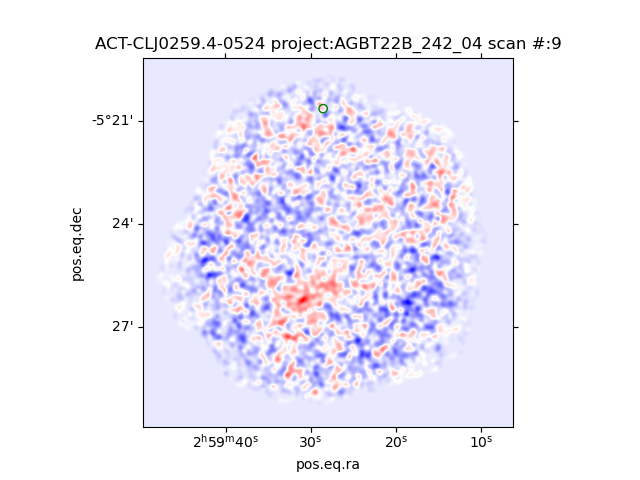 ACT-CLJ0259.4-0524 project:AGBT22B_242_04 scan #:9
-5°21'
24'
27'
pos.eq.dec
2ʰ59ᵐ40ˢ 30ˢ 20ˢ 10ˢ
pos.eq.ra